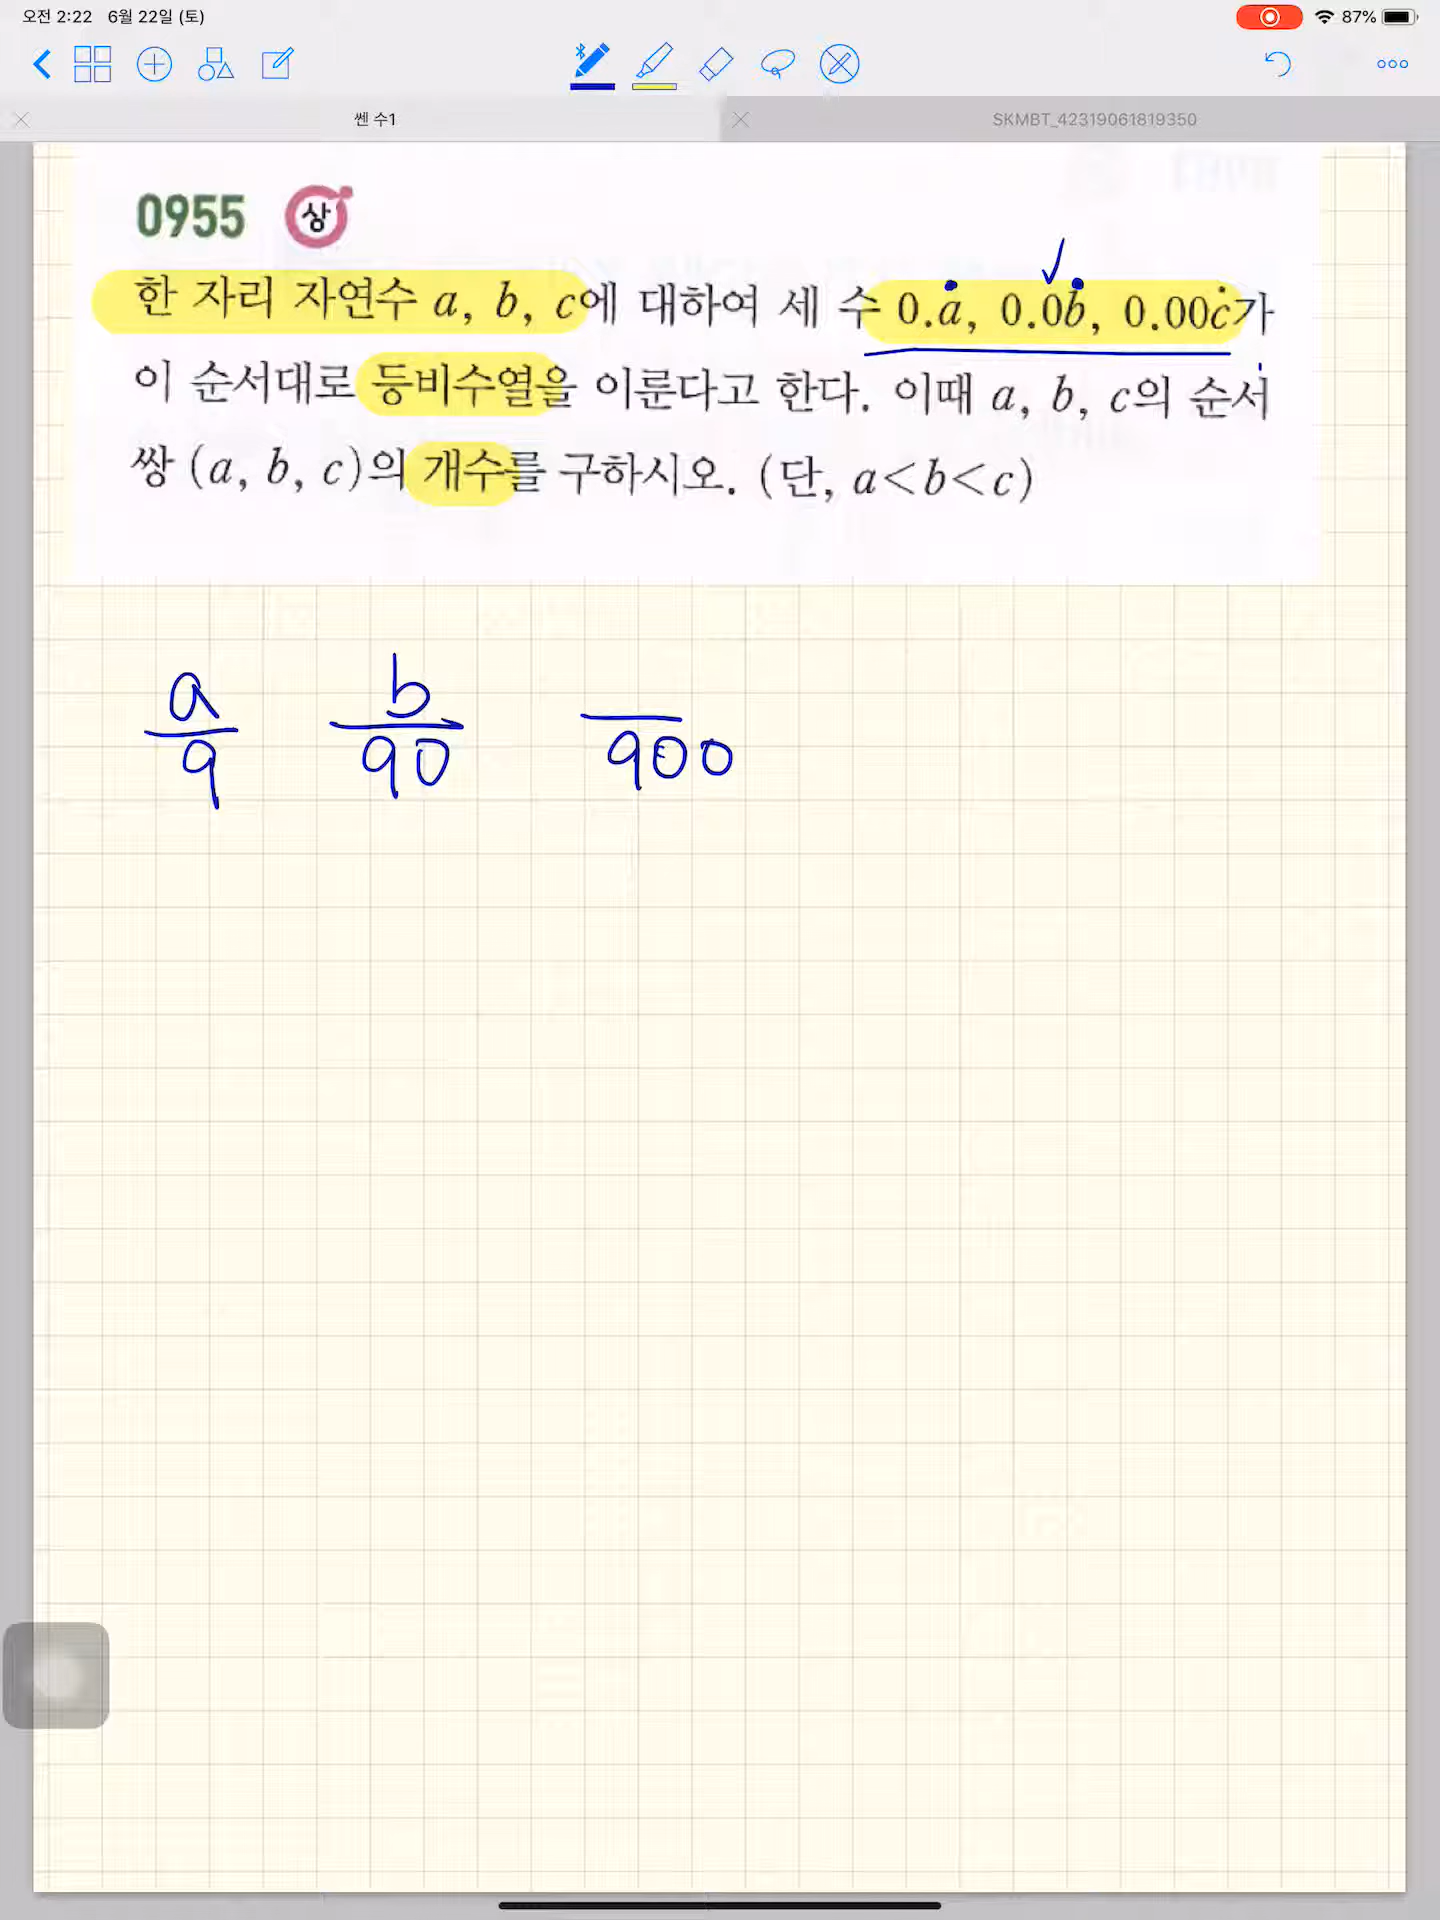 오전 2:22 6월 22일 (토)
87%
쎈 수1
SKMBT_42319061819350
0955 상
한 자리 자연수 a, b, c에 대하여 세 수 0.ȧ, 0.0ḃ, 0.00ċ가
이 순서대로 등비수열을 이룬다고 한다. 이때 a, b, c의 순서
쌍 (a, b, c)의 개수를 구하시오. (단, a<b<c)
a b
9 90 900